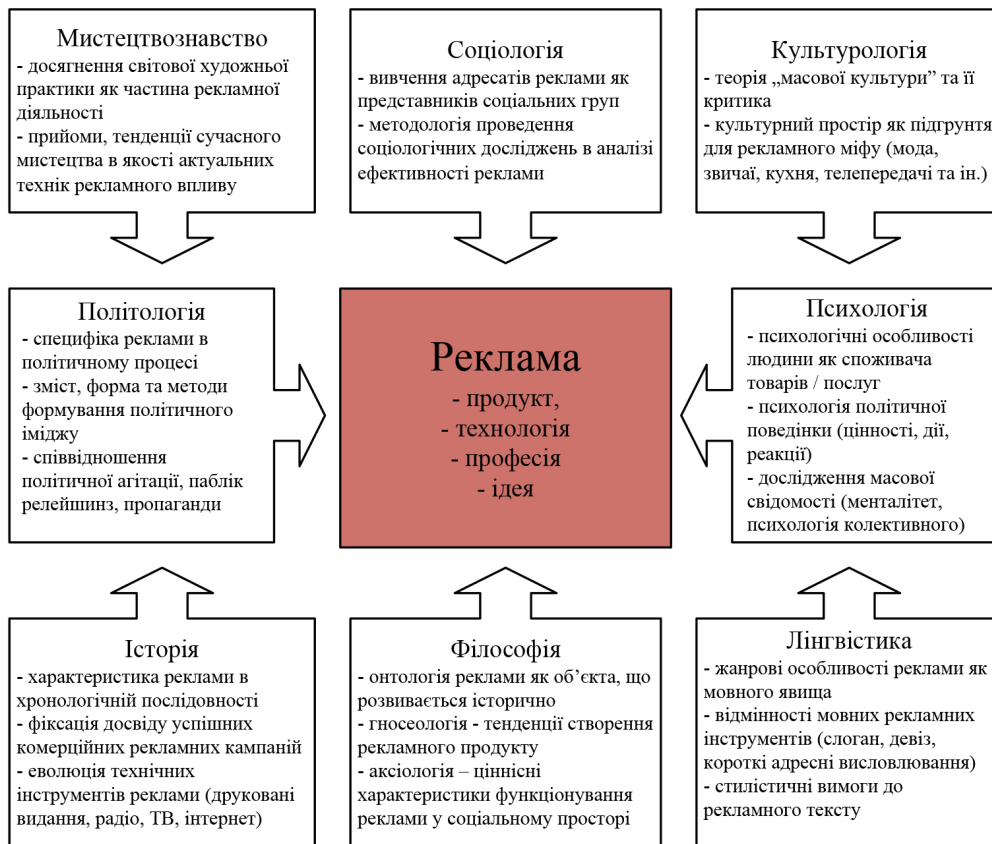 Мистецтвознавство
- досягнення світової художньої
практики як частина рекламної
діяльності
- прийоми, тенденції сучасного
мистецтва в якості актуальних
технік рекламного впливу
Соціологія
- вивчення адресатів реклами як
представників соціальних груп
- методологія проведення
соціологічних досліджень в аналізі
ефективності реклами
Культурологія
- теорія „масової культури” та її
критика
- культурний простір як підгрунтя
для рекламного міфу (мода,
звичаї, кухня, телепередачі та ін.)
Політологія
- специфіка реклами в
політичному процесі
- зміст, форма та методи
формування політичного
іміджу
- співвідношення
політичної агітації, паблік
релейшинз, пропаганди
Реклама
- продукт,
- технологія
- професія
- ідея
Психологія
- психологічні особливості
людини як споживача
товарів / послуг
- психологія політичної
поведінки (цінності, дії,
реакції)
- дослідження масової
свідомості (менталітет,
психологія колективного)
Історія
- характеристика реклами в
хронологічній послідовності
- фіксація досвіду успішних
комерційних рекламних кампаній
- еволюція технічних
інструментів реклами (друковані
видання, радіо, ТВ, інтернет)
Філософія
- онтологія реклами як об’єкта, що
розвивається історично
- гносеологія - тенденції створення
рекламного продукту
- аксіологія – ціннісні
характеристики функціонування
реклами у соціальному просторі
Лінгвістика
- жанрові особливості реклами як
мовного явища
- відмінності мовних рекламних
інструментів (слоган, девіз,
короткі адресні висловлювання)
- стилістичні вимоги до
рекламного тексту